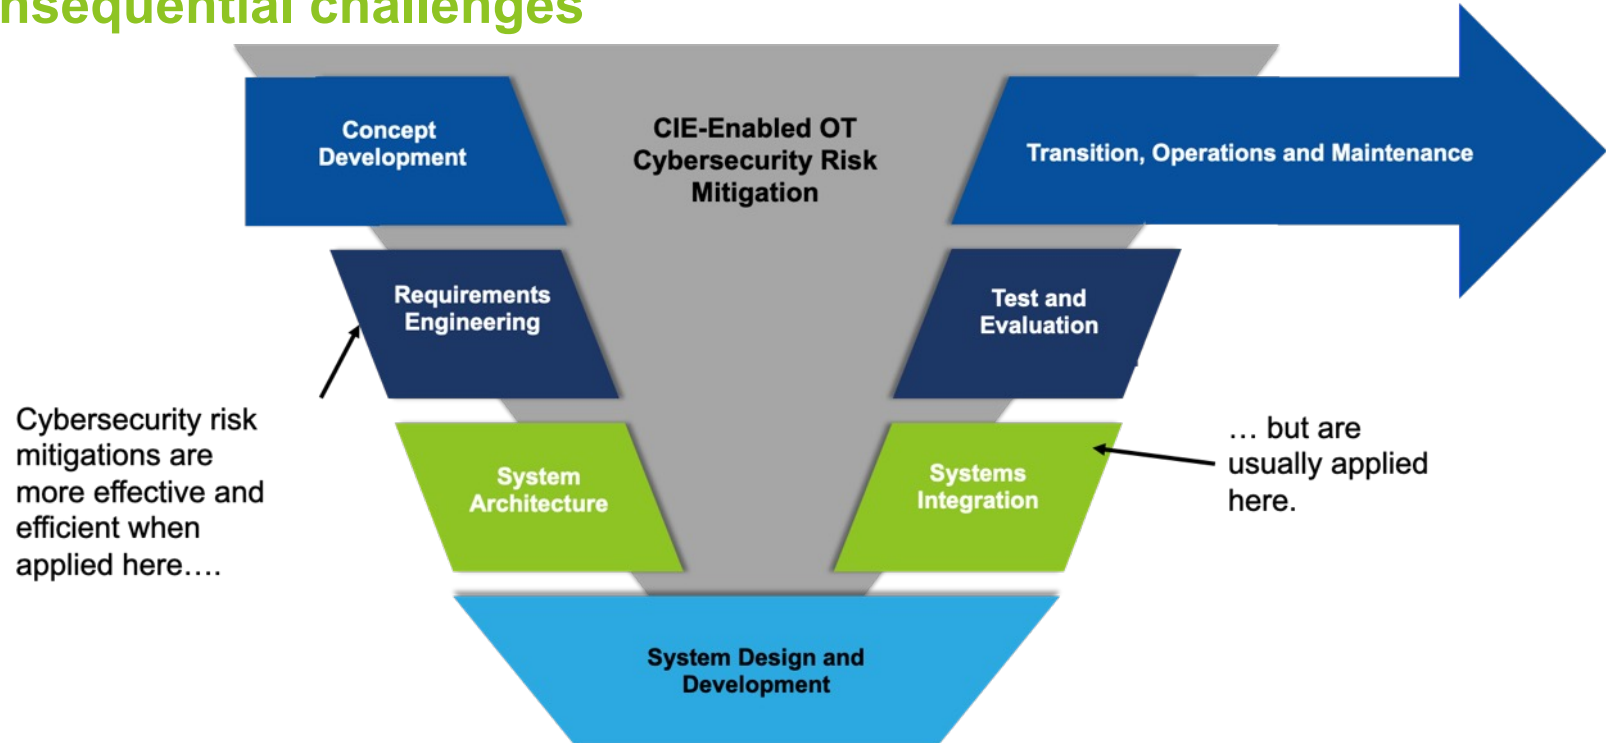 nsequential challenges
Concept
Development
CIE-Enabled OT
Cybersecurity Risk
Mitigation
Transition, Operations and Maintenance
Requirements
Engineering
Test and
Evaluation
Cybersecurity risk
mitigations are
more effective and
efficient when
applied here….
System
Architecture
Systems
Integration
… but are
usually applied
here.
System Design and
Development